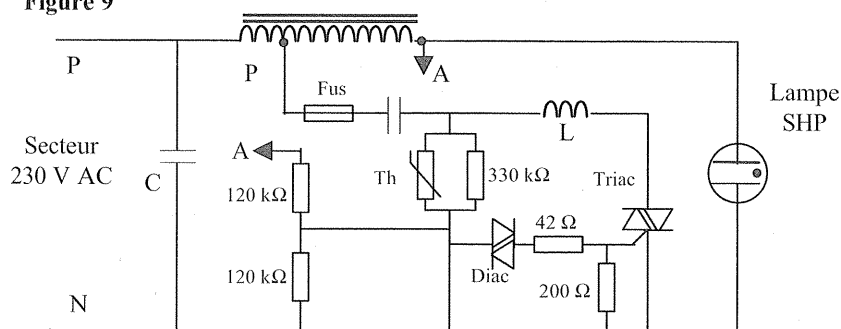 Figure 9
P
P
A
Fus
Lampe
SHP
L
Secteur
230 V AC
C
A
120 kΩ
Th
330 kΩ
Triac
42 Ω
Diac
120 kΩ
200 Ω
N